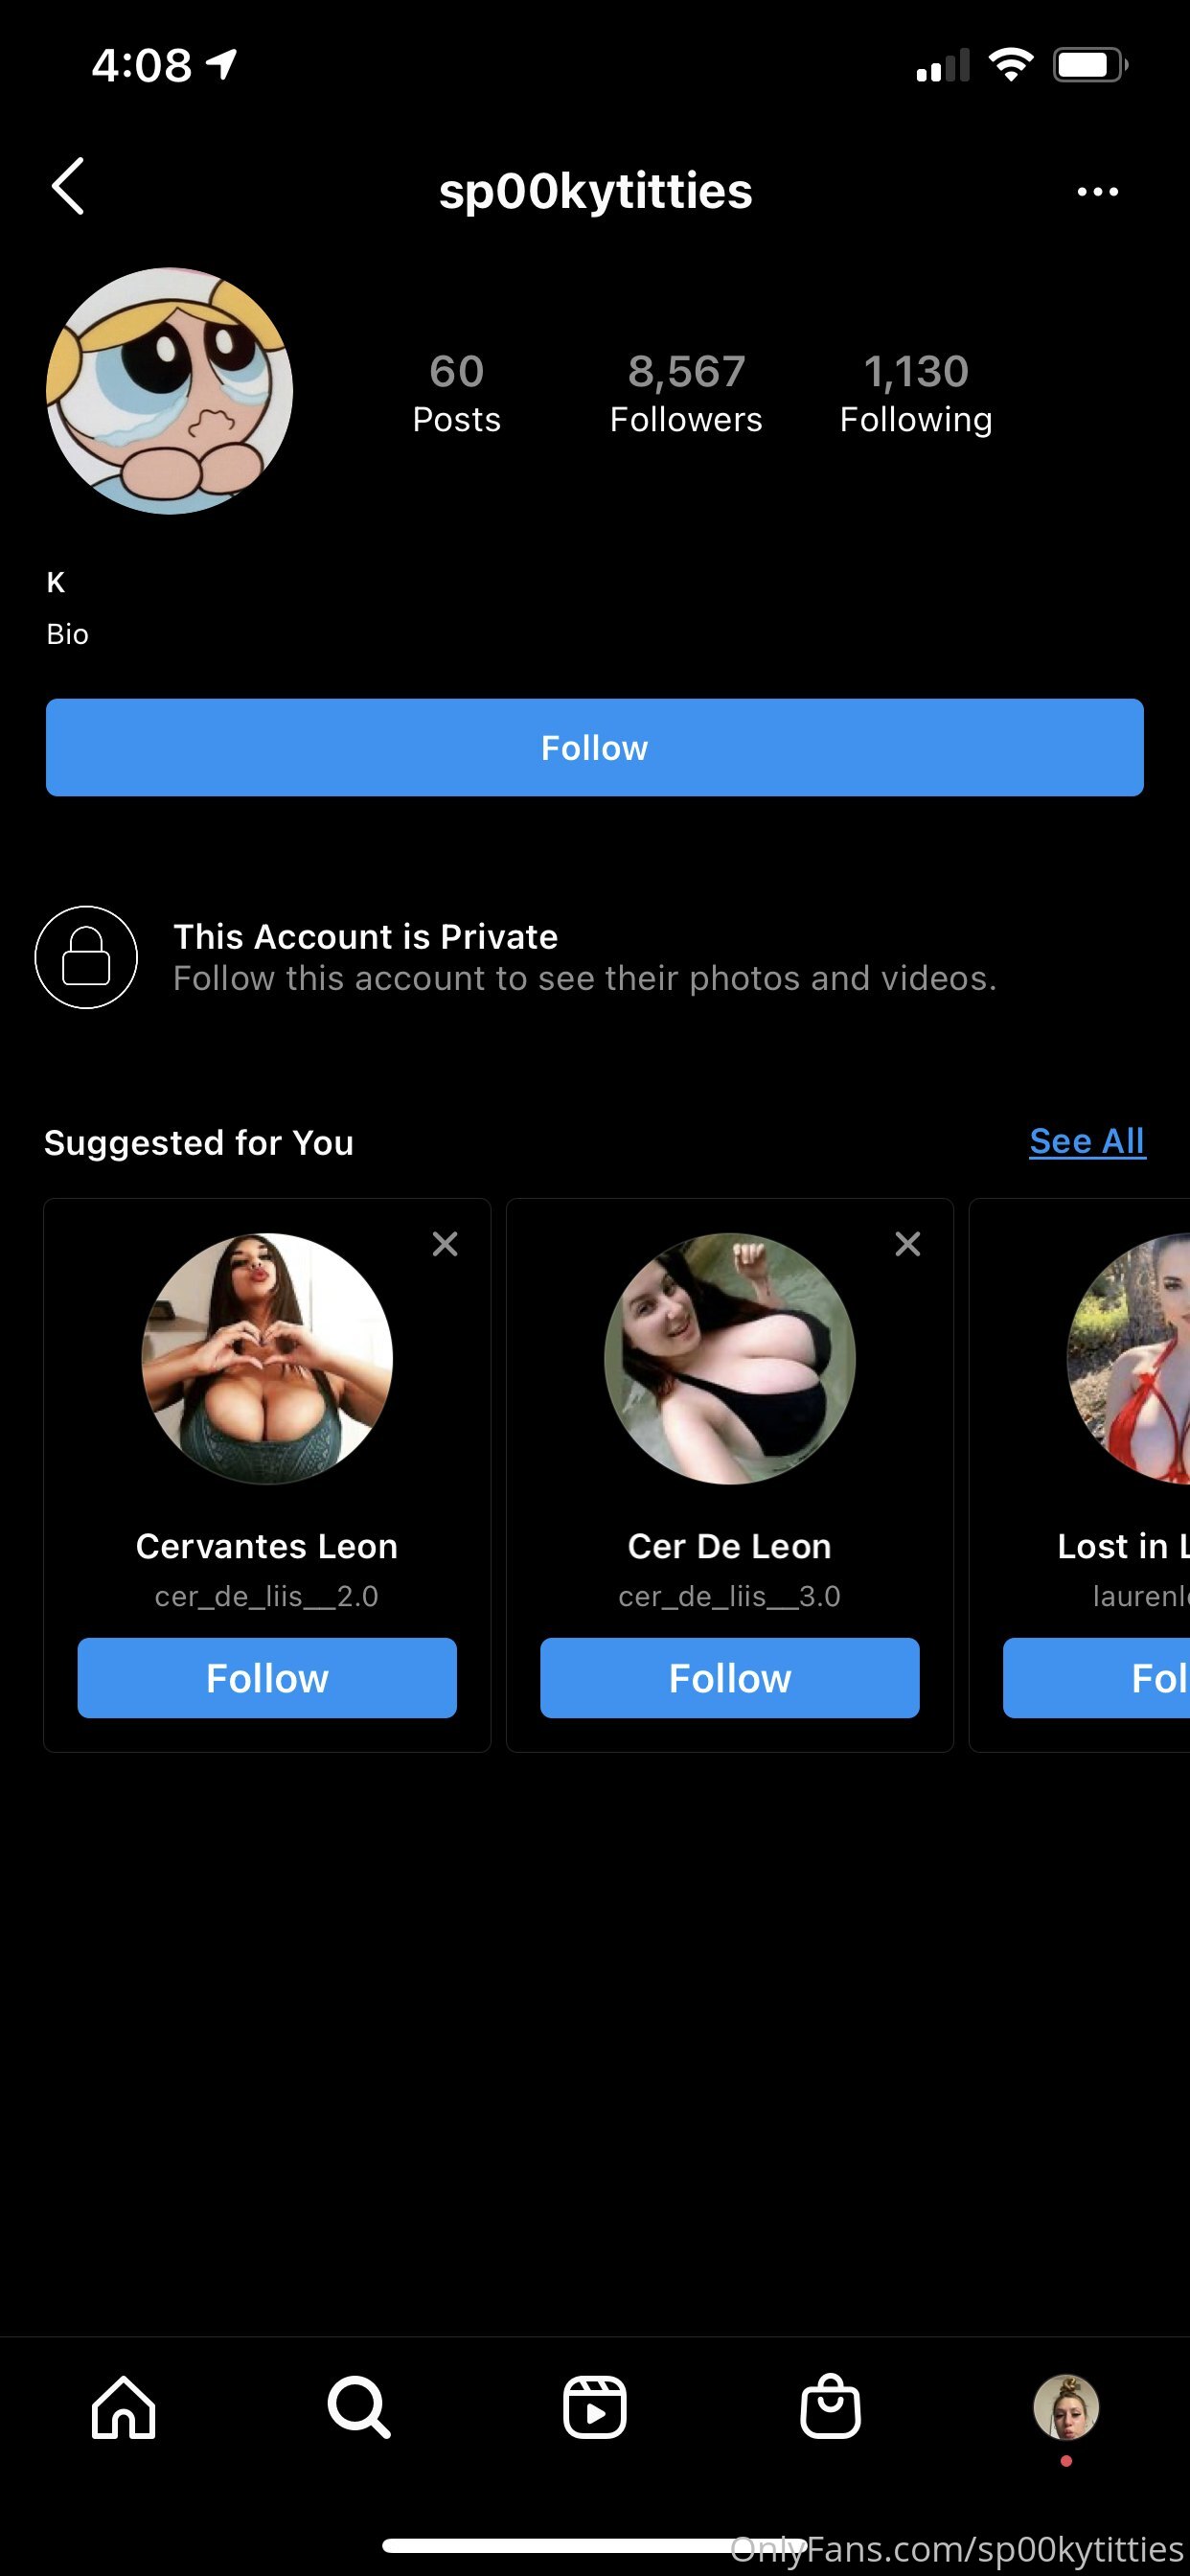 4:08
sp00kytitties
60
Posts
8,567
Followers
1,130
Following
K
Bio
Follow
This Account is Private
Follow this account to see their photos and videos.
Suggested for You
See All
Cervantes Leon
cer_de_liis__2.0
Follow
Cer De Leon
cer_de_liis__3.0
Follow
Lost in L
laurenl
Fol
OnlyFans.com/sp00kytitties